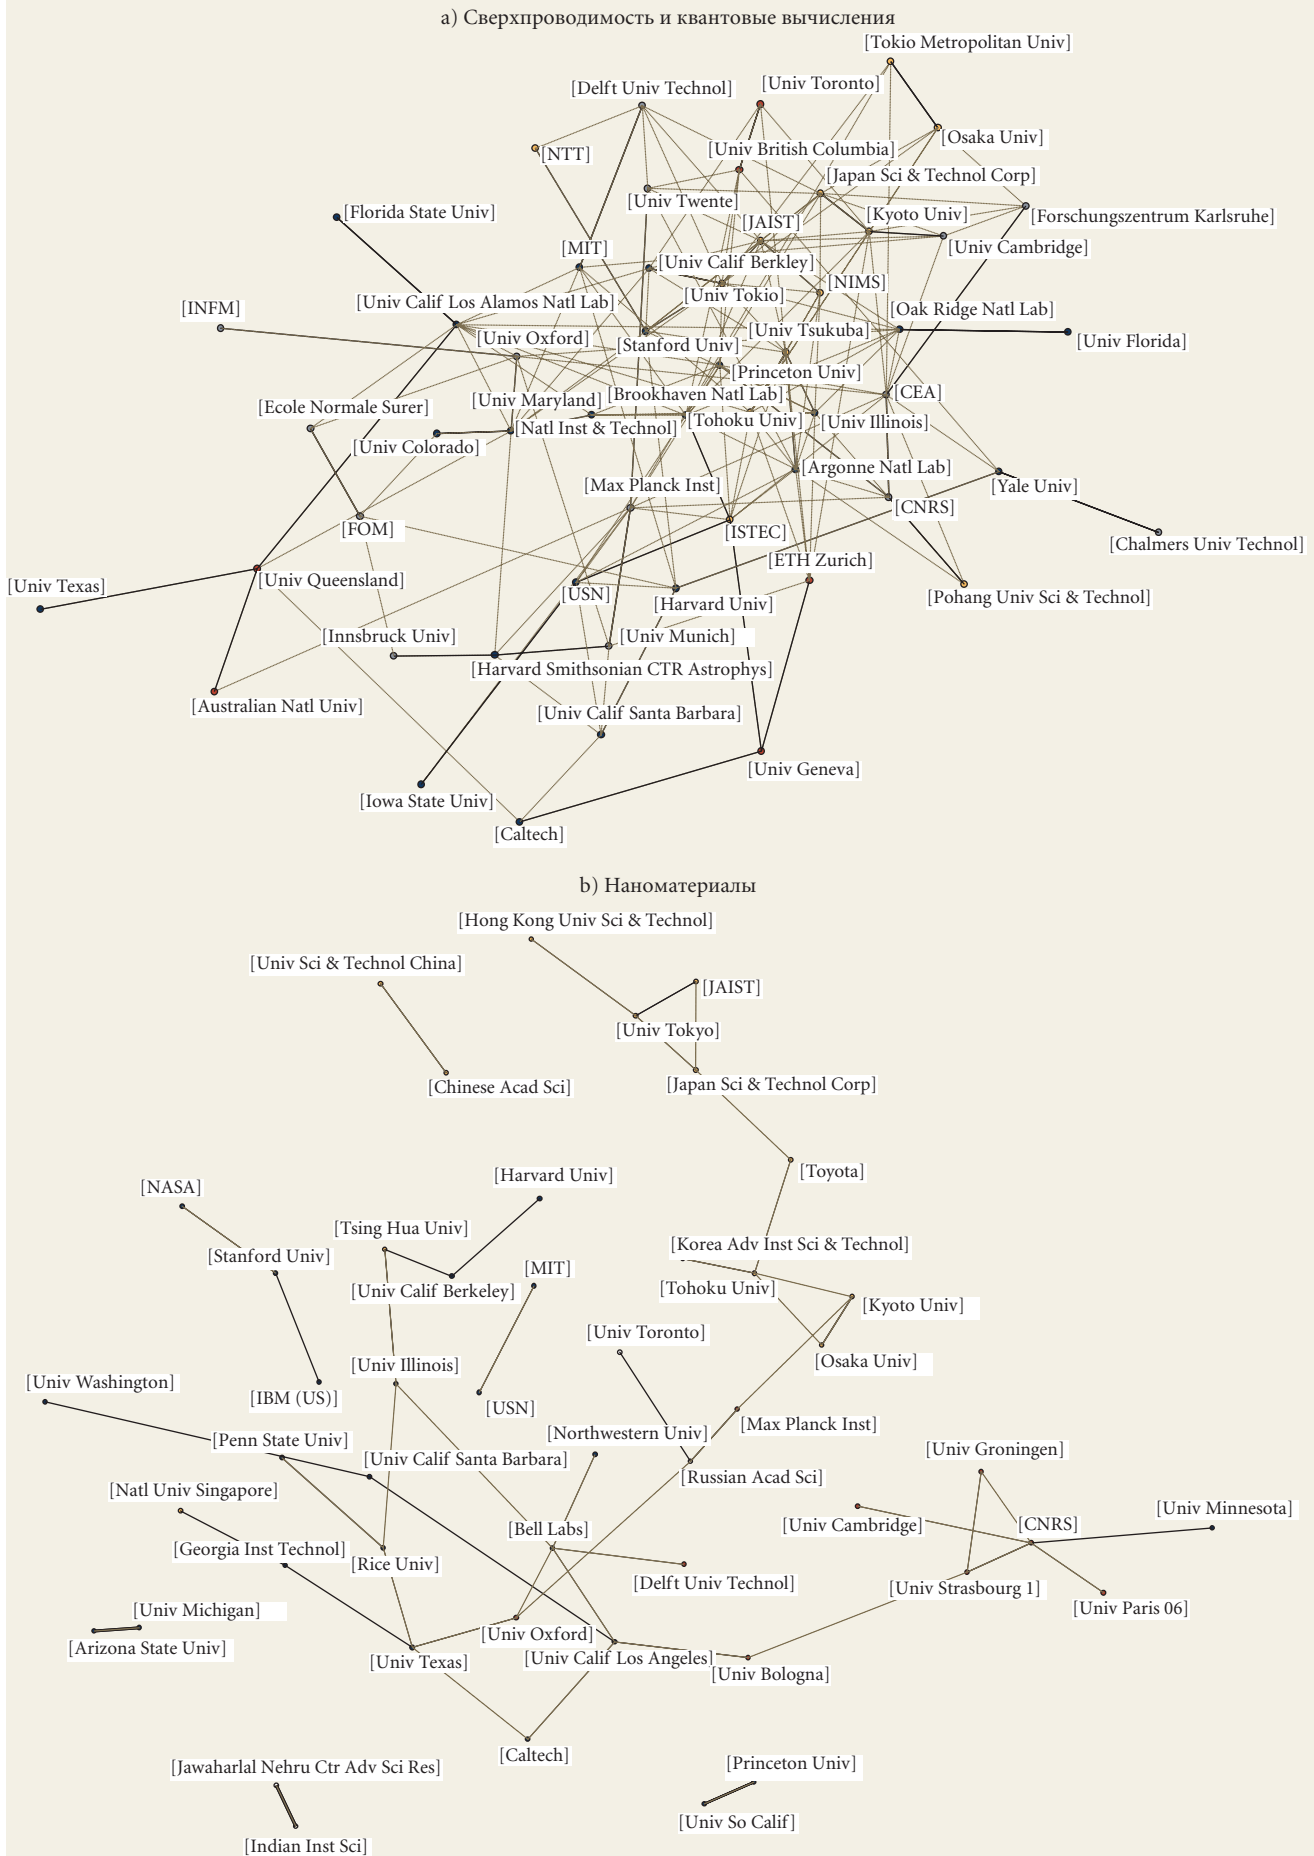 a) Сверхпроводимость и квантовые вычисления
[Tokio Metropolitan Univ]
[Delft Univ Technol]
[Univ Toronto]
[Osaka Univ]
[NTT]
[Univ British Columbia]
[Japan Sci & Technol Corp]
[Univ Twente]
[Florida State Univ]
[JAIST]
[Kyoto Univ]
[Forschungszentrum Karlsruhe]
[MIT]
[Univ Cambridge]
[Univ Calif Berkley]
[NIMS]
[INFM]
[Univ Calif Los Alamos Natl Lab]
[Univ Tokio]
[Oak Ridge Natl Lab]
[Univ Oxford]
[Stanford Univ]
[Univ Tsukuba]
[Univ Florida]
[Princeton Univ]
[Ecole Normale Surer]
[Univ Maryland]
[Brookhaven Natl Lab]
[CEA]
[Natl Inst & Technol]
[Tohoku Univ]
[Univ Illinois]
[Univ Colorado]
[Argonne Natl Lab]
[Max Planck Inst]
[Yale Univ]
[CNRS]
[FOM]
[ISTEC]
[Chalmers Univ Technol]
[ETH Zurich]
[Univ Texas]
[Univ Queensland]
[USN]
[Harvard Univ]
[Pohang Univ Sci & Technol]
[Innsbruck Univ]
[Univ Munich]
[Harvard Smithsonian CTR Astrophys]
[Australian Natl Univ]
[Univ Calif Santa Barbara]
[Univ Geneva]
[Iowa State Univ]
[Caltech]
b) Наноматериалы
[Hong Kong Univ Sci & Technol]
[Univ Sci & Technol China]
[JAIST]
[Univ Tokyo]
[Chinese Acad Sci]
[Japan Sci & Technol Corp]
[Toyota]
[Harvard Univ]
[NASA]
[Tsing Hua Univ]
[Korea Adv Inst Sci & Technol]
[Stanford Univ]
[MIT]
[Univ Calif Berkeley]
[Tohoku Univ]
[Kyoto Univ]
[Univ Toronto]
[Osaka Univ]
[Univ Illinois]
[Univ Washington]
[IBM (US)]
[USN]
[Max Planck Inst]
[Northwestern Univ]
[Penn State Univ]
[Univ Groningen]
[Univ Calif Santa Barbara]
[Russian Acad Sci]
[Natl Univ Singapore]
[Univ Minnesota]
[Univ Cambridge]
[CNRS]
[Bell Labs]
[Georgia Inst Technol]
[Rice Univ]
[Delft Univ Technol]
[Univ Strasbourg 1]
[Univ Michigan]
[Univ Paris 06]
[Univ Oxford]
[Arizona State Univ]
[Univ Texas]
[Univ Calif Los Angeles]
[Univ Bologna]
[Caltech]
[Jawaharlal Nehru Ctr Adv Sci Res]
[Princeton Univ]
[Univ So Calif]
[Indian Inst Sci]